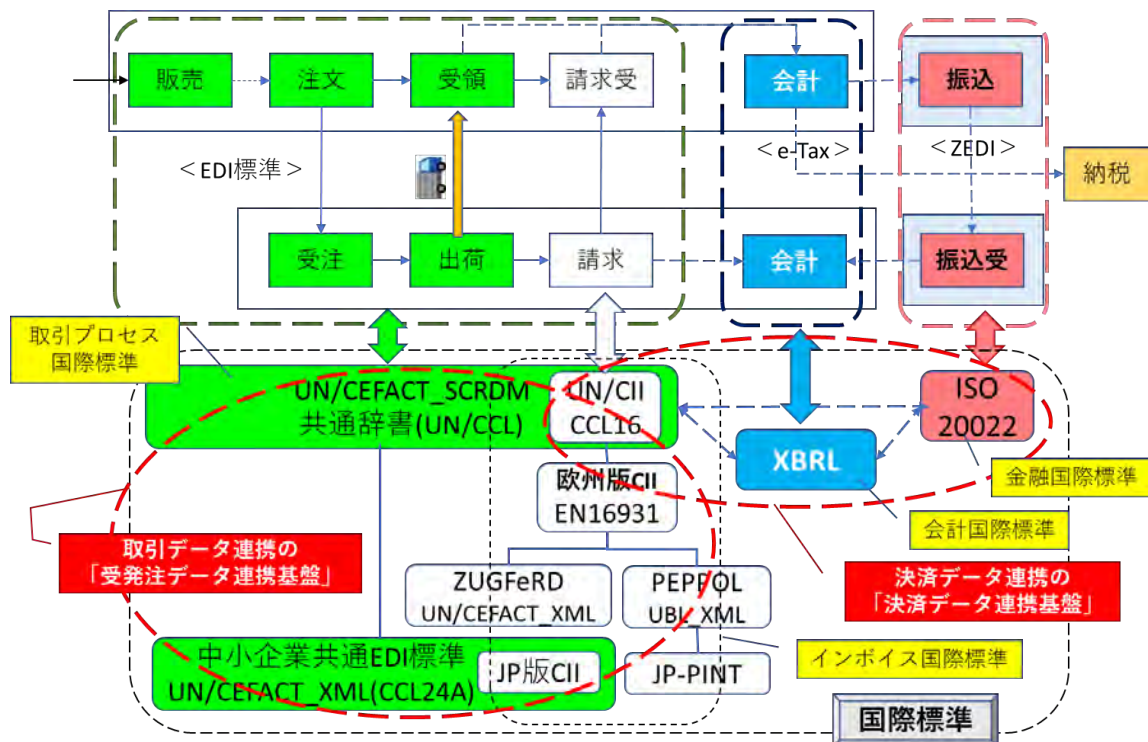 販売
注文
受領
請求受
会計
振込
＜EDI標準＞
＜e-Tax＞
＜ZEDI＞
納税
受注
出荷
請求
会計
振込受
取引プロセス
国際標準
UN/CEFACT_SCRDM
共通辞書(UN/CCL)
UN/CII
CCL16
ISO
20022
XBRL
金融国際標準
欧州版CII
EN16931
会計国際標準
取引データ連携の
「受発注データ連携基盤」
ZUGFeRD
UN/CEFACT_XML
PEPPOL
UBL_XML
決済データ連携の
「決済データ連携基盤」
中小企業共通EDI標準
UN/CEFACT_XML(CCL24A)
JP版CII
JP-PINT
インボイス国際標準
国際標準